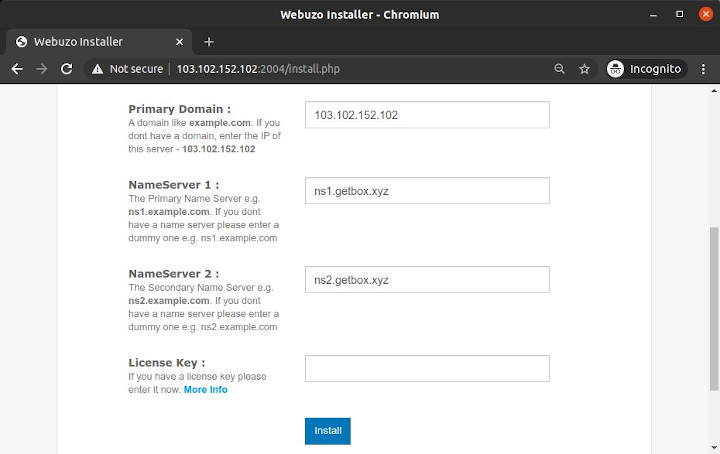 Webuzo Installer - Chromium
Webuzo Installer
Not secure | 103.102.152.102:2004/install.php
Incognito
Primary Domain :
A domain like example.com. If you
dont have a domain, enter the IP of
this server - 103.102.152.102
103.102.152.102
NameServer 1 :
The Primary Name Server e.g.
ns1.example.com. If you dont
have a name server please enter a
dummy one e.g. ns1.example.com
ns1.getbox.xyz
NameServer 2 :
The Secondary Name Server e.g.
ns2.example.com. If you dont
have a name server please enter a
dummy one e.g. ns2.example.com
ns2.getbox.xyz
License Key :
If you have a license key please
enter it now. More Info
Install